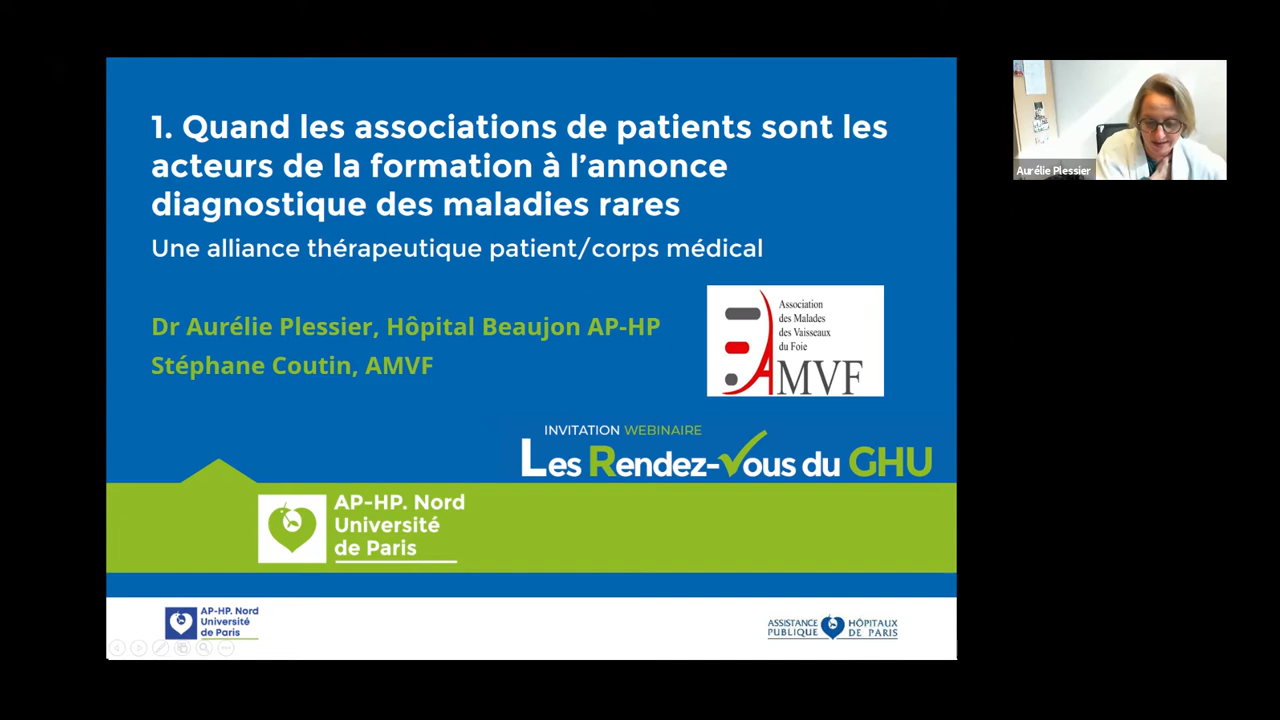 1. Quand les associations de patients sont les
acteurs de la formation à l'annonce
diagnostique des maladies rares
Une alliance thérapeutique patient/corps médical
Dr Aurélie Plessier, Hôpital Beaujon AP-HP
Stéphane Coutin, AMVF
Association
des Malades
des Vaisseaux
du Foie
AMVF
INVITATION WEBINAIRE
Les Rendez-Vous du GHU
AP-HP. Nord
Université
de Paris
AP-HP. Nord
Université
de Paris
ASSISTANCE PUBLIQUE
HÔPITAUX DE PARIS
Aurélie Plessier